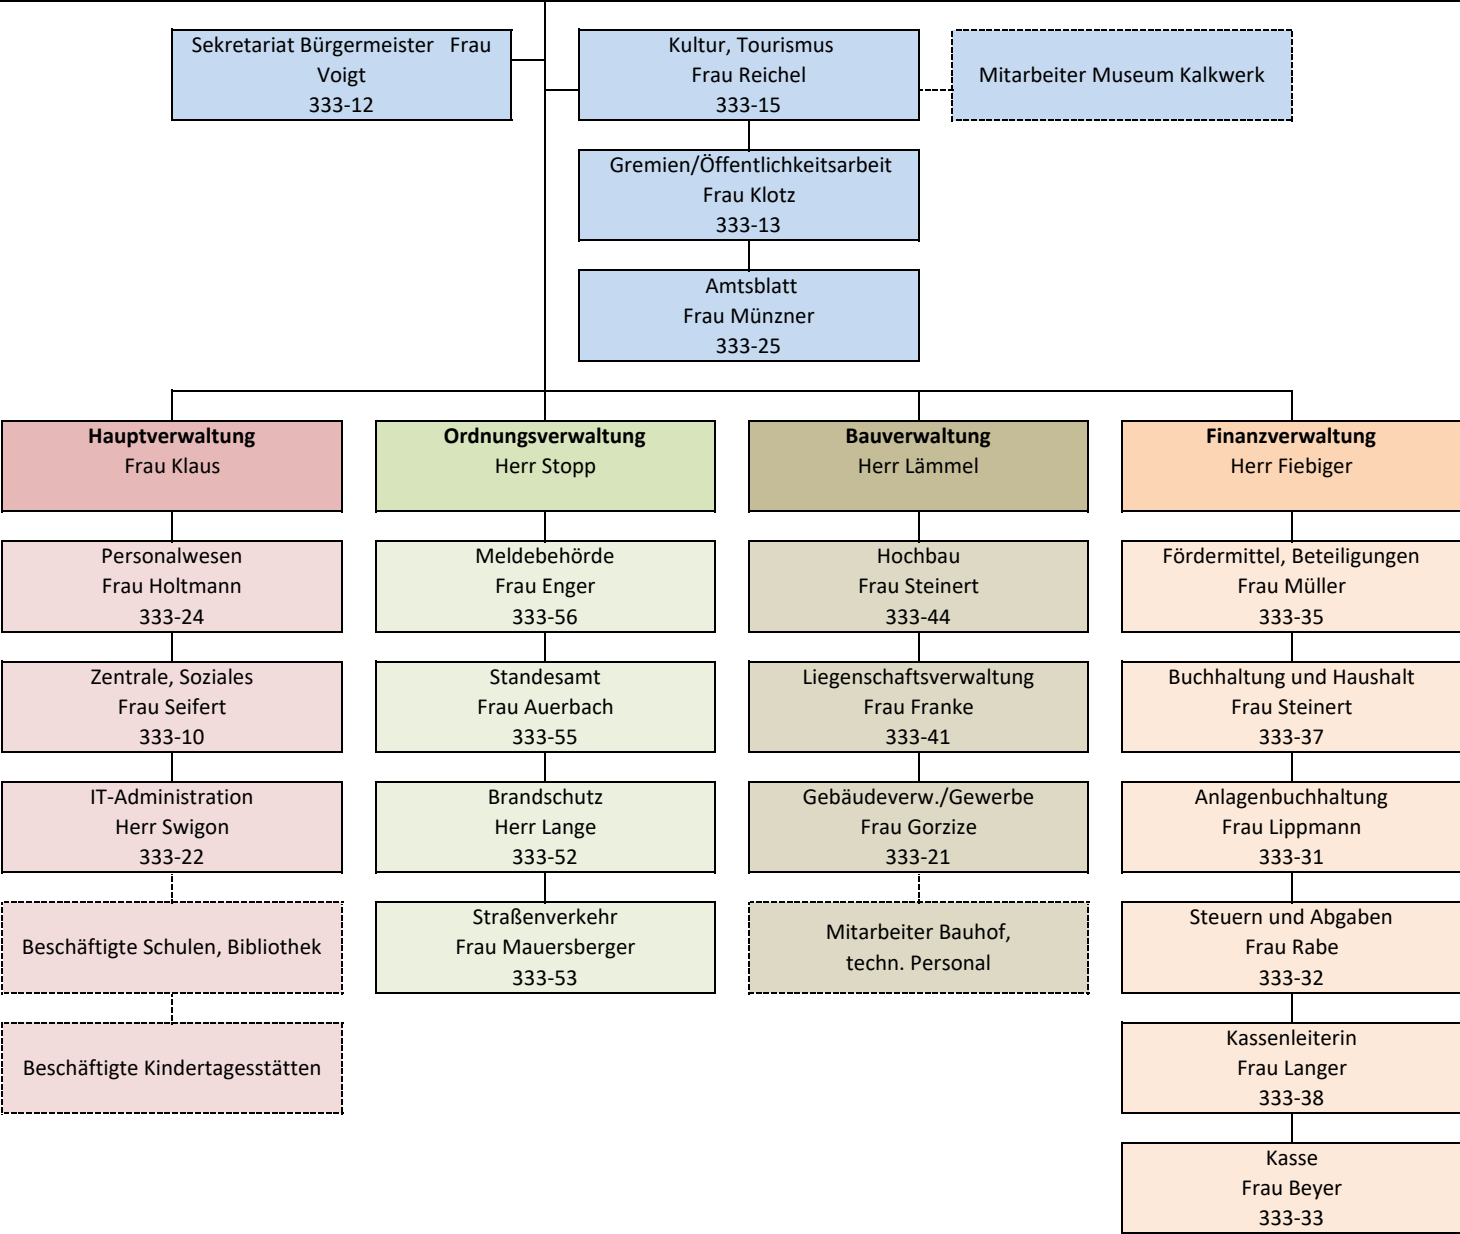 Sekretariat Bürgermeister   Frau
Voigt
333-12
Kultur, Tourismus
Frau Reichel
333-15
Mitarbeiter Museum Kalkwerk
Gremien/Öffentlichkeitsarbeit
Frau Klotz
333-13
Amtsblatt
Frau Münzner
333-25
Hauptverwaltung
Frau Klaus
Personalwesen
Frau Holtmann
333-24
Zentrale, Soziales
Frau Seifert
333-10
IT-Administration
Herr Swigon
333-22
Beschäftigte Schulen, Bibliothek
Beschäftigte Kindertagesstätten
Ordnungsverwaltung
Herr Stopp
Meldebehörde
Frau Enger
333-56
Standesamt
Frau Auerbach
333-55
Brandschutz
Herr Lange
333-52
Straßenverkehr
Frau Mauersberger
333-53
Bauverwaltung
Herr Lämmel
Hochbau
Frau Steinert
333-44
Liegenschaftsverwaltung
Frau Franke
333-41
Gebäudeverw./Gewerbe
Frau Gorzize
333-21
Mitarbeiter Bauhof,
techn. Personal
Finanzverwaltung
Herr Fiebiger
Fördermittel, Beteiligungen
Frau Müller
333-35
Buchhaltung und Haushalt
Frau Steinert
333-37
Anlagenbuchhaltung
Frau Lippmann
333-31
Steuern und Abgaben
Frau Rabe
333-32
Kassenleiterin
Frau Langer
333-38
Kasse
Frau Beyer
333-33